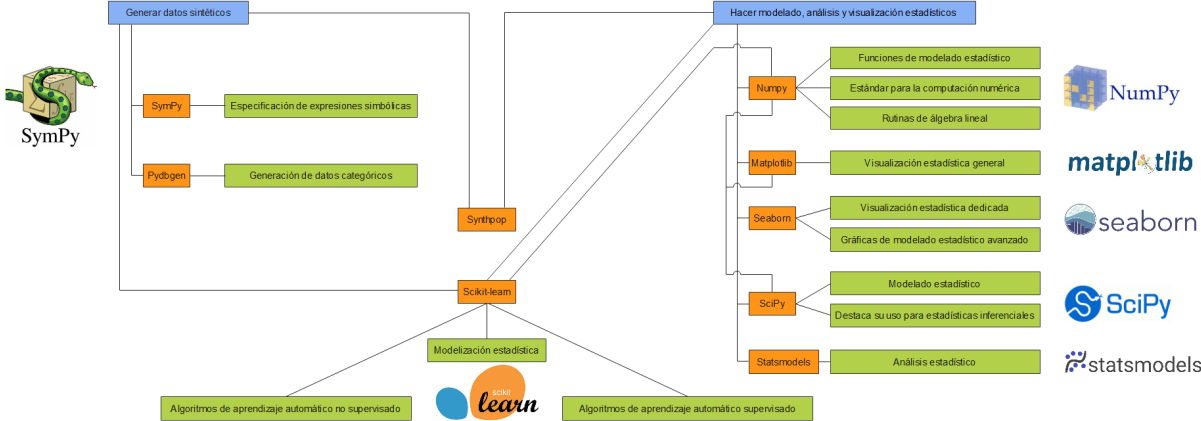 Generar datos sintéticos
Hacer modelado, análisis y visualización estadísticos
SymPy
SymPy
Especificación de expresiones simbólicas
Pydbgen
Generación de datos categóricos
Synthpop
Scikit-learn
Modelización estadística
scikit
learn
Algoritmos de aprendizaje automático no supervisado
Algoritmos de aprendizaje automático supervisado
Numpy
Funciones de modelado estadístico
Estándar para la computación numérica
Rutinas de álgebra lineal
NumPy
Matplotlib
Visualización estadística general
matplotlib
Seaborn
Visualización estadística dedicada
Gráficas de modelado estadístico avanzado
seaborn
SciPy
Modelado estadístico
Destaca su uso para estadísticas inferenciales
SciPy
Statsmodels
Análisis estadístico
statsmodels